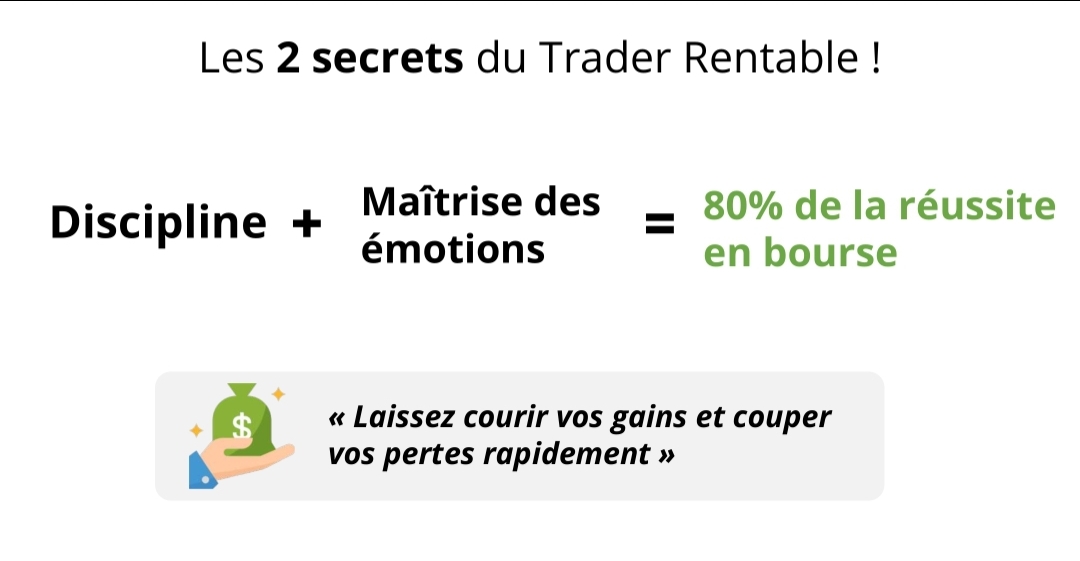 Les 2 secrets du Trader Rentable !
Discipline + Maîtrise des émotions = 80% de la réussite en bourse
$
« Laissez courir vos gains et couper
vos pertes rapidement »